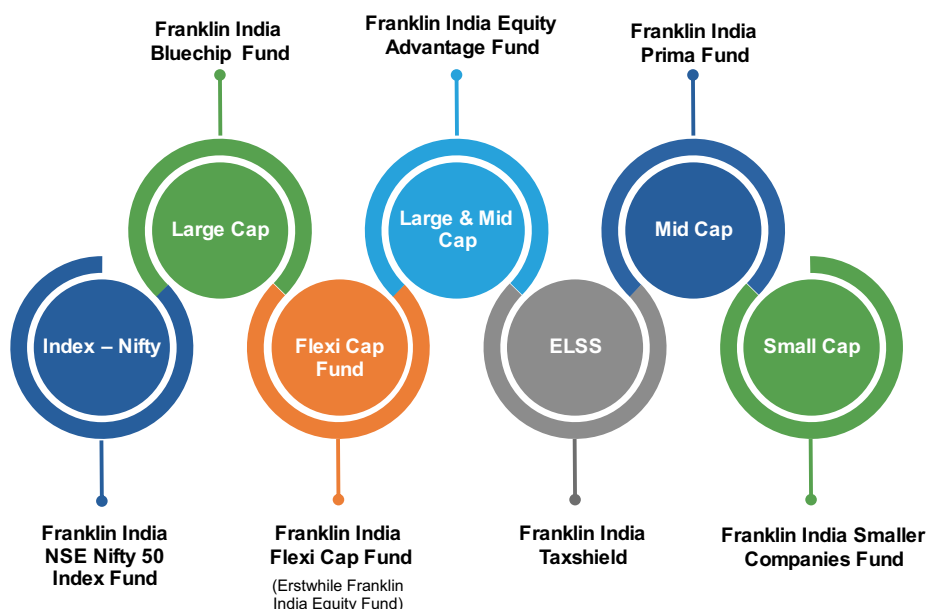 Franklin India
Bluechip Fund
Franklin India Equity
Advantage Fund
Franklin India
Prima Fund
Large Cap
Large & Mid
Cap
Mid Cap
Index – Nifty
Flexi Cap
Fund
ELSS
Small Cap
Franklin India
NSE Nifty 50
Index Fund
Franklin India
Flexi Cap Fund
(Erstwhile Franklin
India Equity Fund)
Franklin India
Taxshield
Franklin India Smaller
Companies Fund